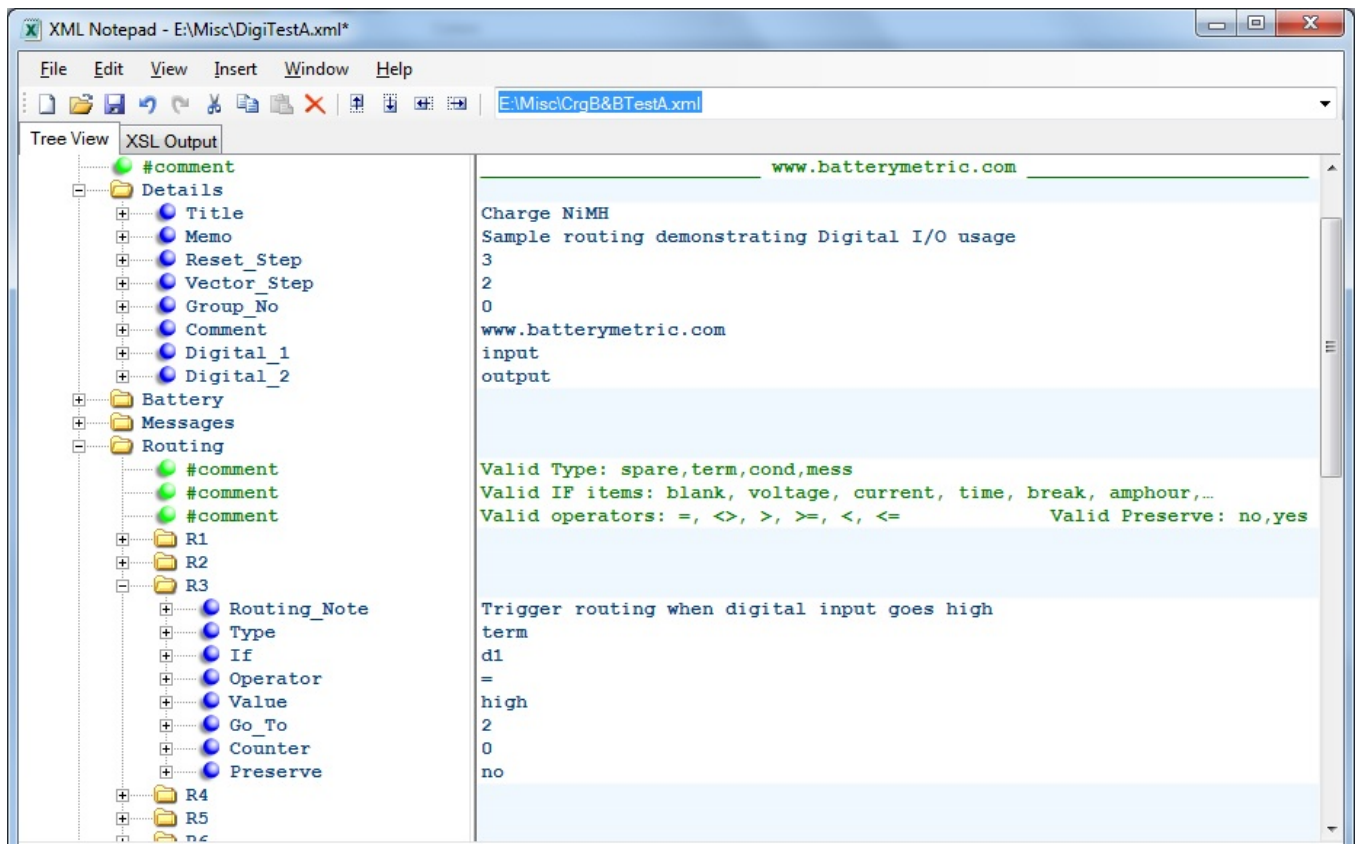 XML Notepad - E:\Misc\DigiTestA.xml*
File Edit View Insert Window Help
E:\Misc\CrgB&BTestA.xml
Tree View XSL Output
#comment www.batterymetric.com
Details
Title Charge NiMH
Memo Sample routing demonstrating Digital I/O usage
Reset_Step 3
Vector_Step 2
Group_No 0
Comment www.batterymetric.com
Digital_1 input
Digital_2 output
Battery
Messages
Routing
#comment Valid Type: spare,term,cond,mess
#comment Valid IF items: blank, voltage, current, time, break, amphour,…
#comment Valid operators: =, <>, >, >=, <, <= Valid Preserve: no,yes
R1
R2
R3
Routing_Note Trigger routing when digital input goes high
Type term
If d1
Operator =
Value high
Go_To 2
Counter 0
Preserve no
R4
R5
R6